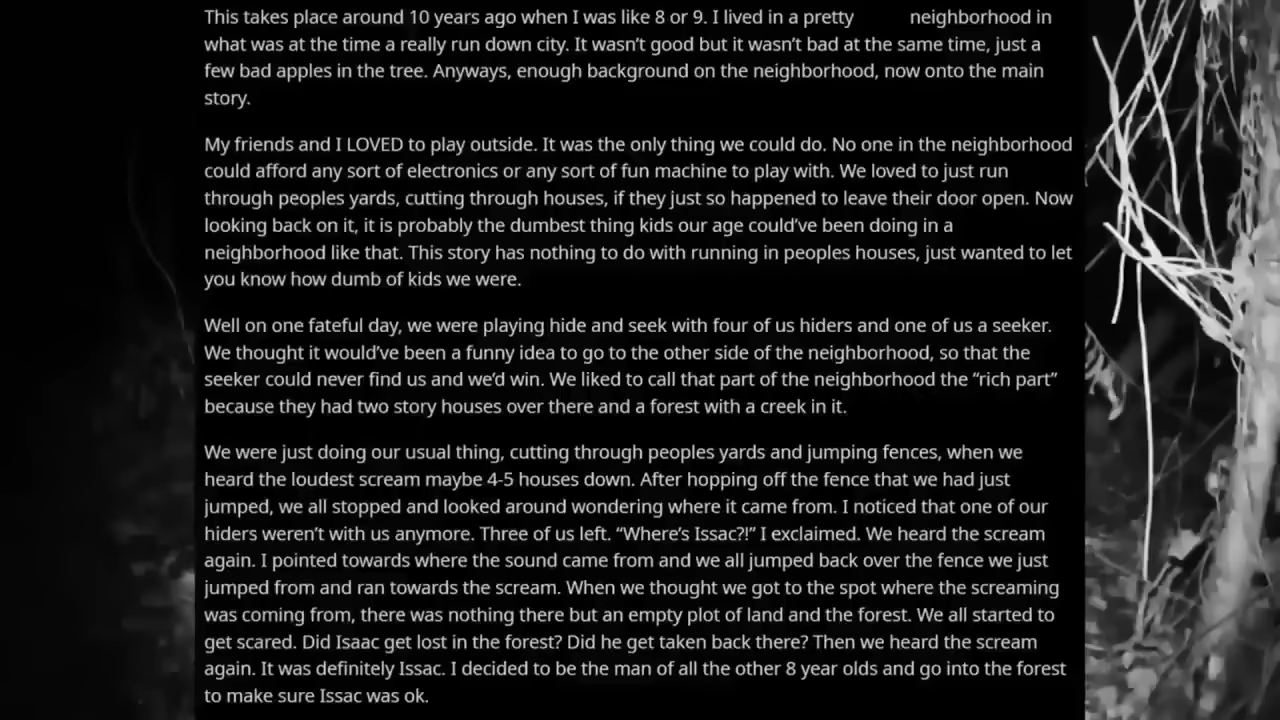 This takes place around 10 years ago when I was like 8 or 9. I lived in a pretty neighborhood in
what was at the time a really run down city. It wasn’t good but it wasn’t bad at the same time, just a
few bad apples in the tree. Anyways, enough background on the neighborhood, now onto the main
story.
My friends and I LOVED to play outside. It was the only thing we could do. No one in the neighborhood
could afford any sort of electronics or any sort of fun machine to play with. We loved to just run
through peoples yards, cutting through houses, if they just so happened to leave their door open. Now
looking back on it, it is probably the dumbest thing kids our age could’ve been doing in a
neighborhood like that. This story has nothing to do with running in peoples houses, just wanted to let
you know how dumb of kids we were.
Well on one fateful day, we were playing hide and seek with four of us hiders and one of us a seeker.
We thought it would’ve been a funny idea to go to the other side of the neighborhood, so that the
seeker could never find us and we’d win. We liked to call that part of the neighborhood the “rich part”
because they had two story houses over there and a forest with a creek in it.
We were just doing our usual thing, cutting through peoples yards and jumping fences, when we
heard the loudest scream maybe 4-5 houses down. After hopping off the fence that we had just
jumped, we all stopped and looked around wondering where it came from. I noticed that one of our
hiders weren’t with us anymore. Three of us left. “Where’s Issac?!” I exclaimed. We heard the scream
again. I pointed towards where the sound came from and we all jumped back over the fence we just
jumped from and ran towards the scream. When we thought we got to the spot where the screaming
was coming from, there was nothing there but an empty plot of land and the forest. We all started to
get scared. Did Isaac get lost in the forest? Did he get taken back there? Then we heard the scream
again. It was definitely Issac. I decided to be the man of all the other 8 year olds and go into the forest
to make sure Issac was ok.